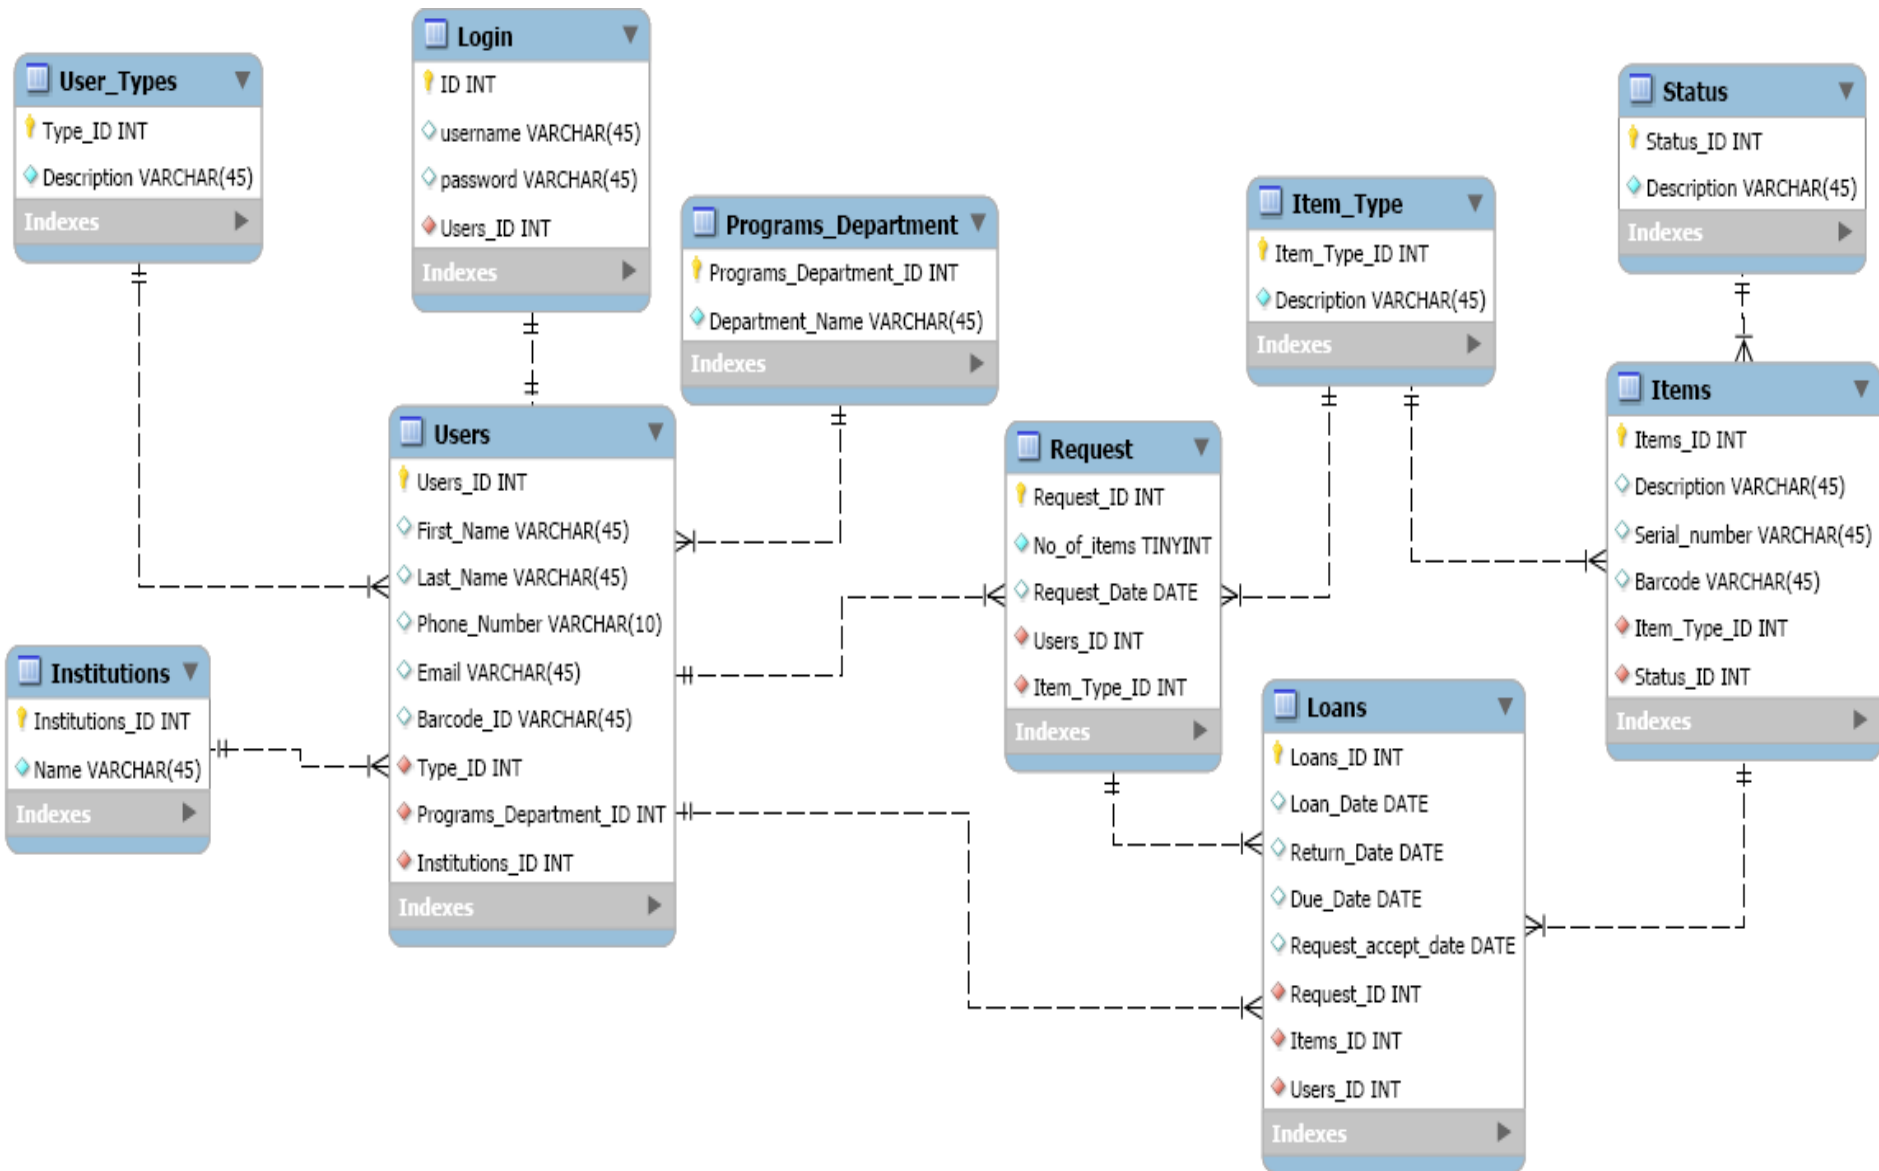 User_Types
Type_ID INT
Description VARCHAR(45)
Indexes
Login
ID INT
username VARCHAR(45)
password VARCHAR(45)
Users_ID INT
Indexes
Programs_Department
Programs_Department_ID INT
Department_Name VARCHAR(45)
Indexes
Item_Type
Item_Type_ID INT
Description VARCHAR(45)
Indexes
Status
Status_ID INT
Description VARCHAR(45)
Indexes
Users
Users_ID INT
First_Name VARCHAR(45)
Last_Name VARCHAR(45)
Phone_Number VARCHAR(10)
Email VARCHAR(45)
Barcode_ID VARCHAR(45)
Type_ID INT
Programs_Department_ID INT
Institutions_ID INT
Indexes
Request
Request_ID INT
No_of_items TINYINT
Request_Date DATE
Users_ID INT
Item_Type_ID INT
Indexes
Items
Items_ID INT
Description VARCHAR(45)
Serial_number VARCHAR(45)
Barcode VARCHAR(45)
Item_Type_ID INT
Status_ID INT
Indexes
Institutions
Institutions_ID INT
Name VARCHAR(45)
Indexes
Loans
Loans_ID INT
Loan_Date DATE
Return_Date DATE
Due_Date DATE
Request_accept_date DATE
Request_ID INT
Items_ID INT
Users_ID INT
Indexes